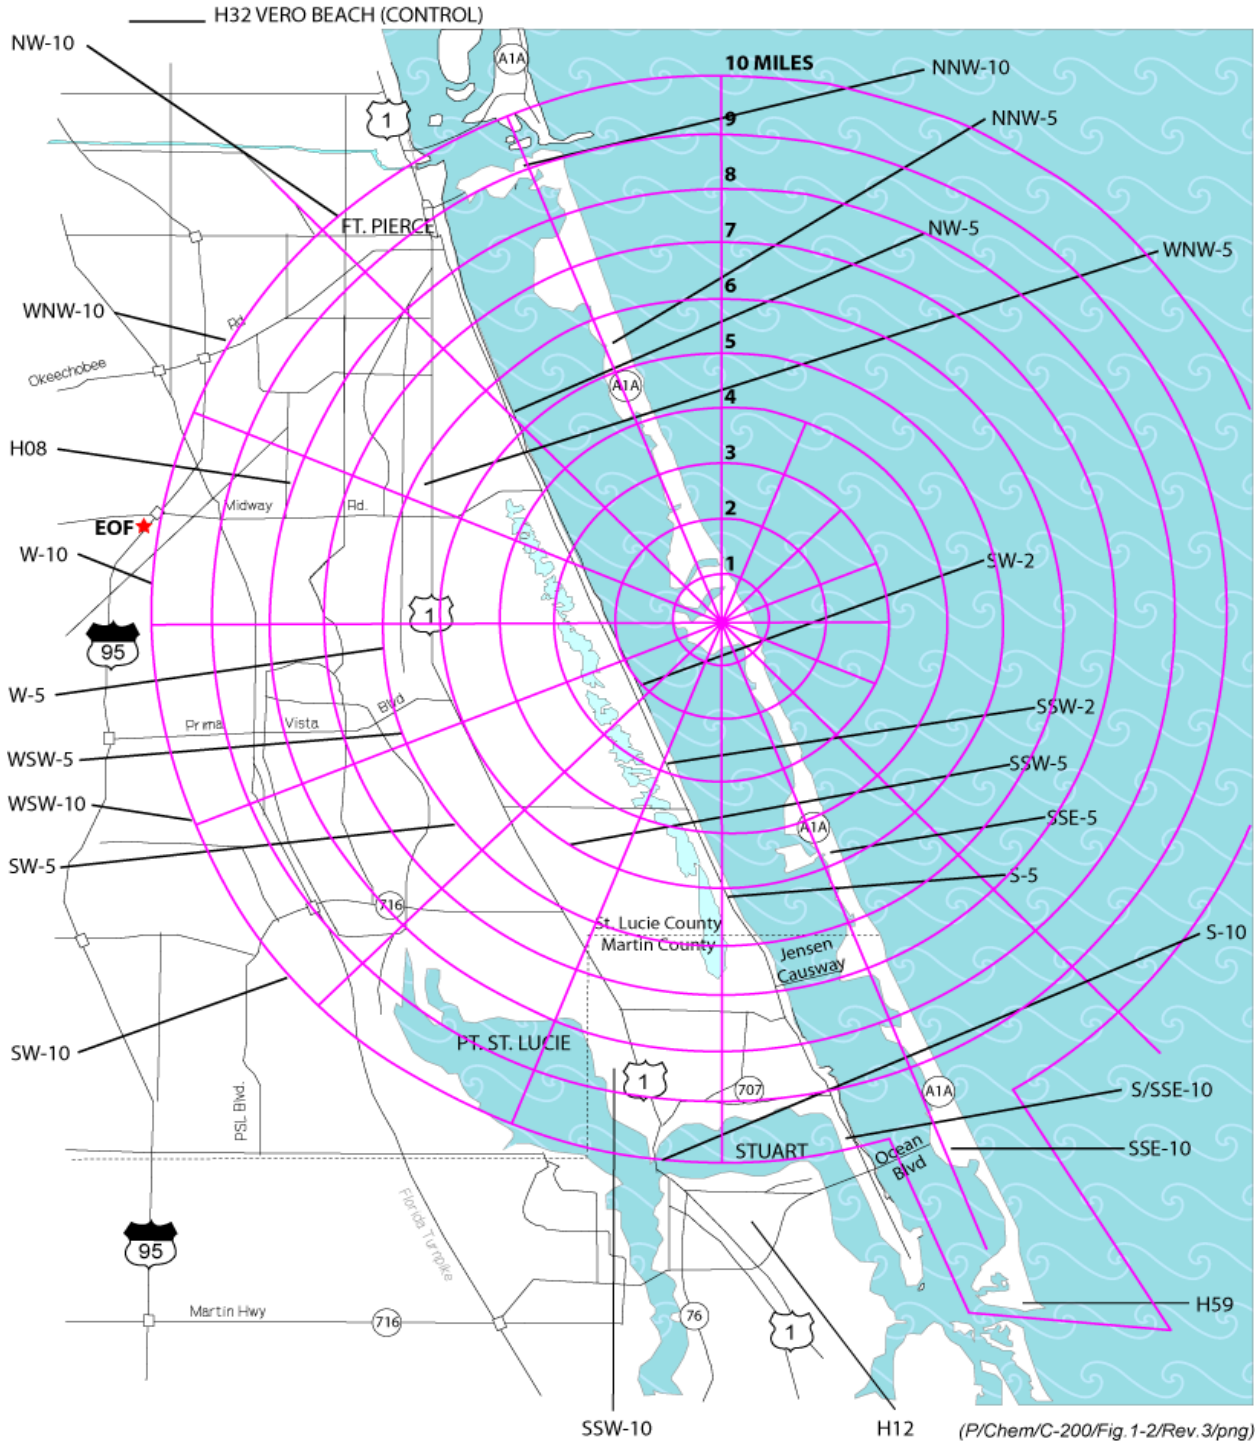 H32 VERO BEACH (CONTROL)
NW-10
A1A
10 MILES
NNW-10
1
9
NNW-5
8
FT. PIERCE
7
NW-5
WNW-5
6
WNW-10
Rd.
5
Okeechobee
A1A
4
H08
3
Midway Rd.
2
EOF
W-10
1
SW-2
1
95
W-5
Prima Vista Blvd
SSW-2
WSW-5
SSW-5
WSW-10
A1A
SSE-5
SW-5
S-5
716
St. Lucie County
Martin County
Jensen
Causway
S-10
SW-10
PT. ST. LUCIE
1
707
A1A
S/SSE-10
PSL Blvd.
STUART
Ocean
Blvd
SSE-10
Florida Turnpike
95
H59
Martin Hwy
716
76
1
SSW-10
H12
(P/Chem/C-200/Fig.1-2/Rev.3/png)